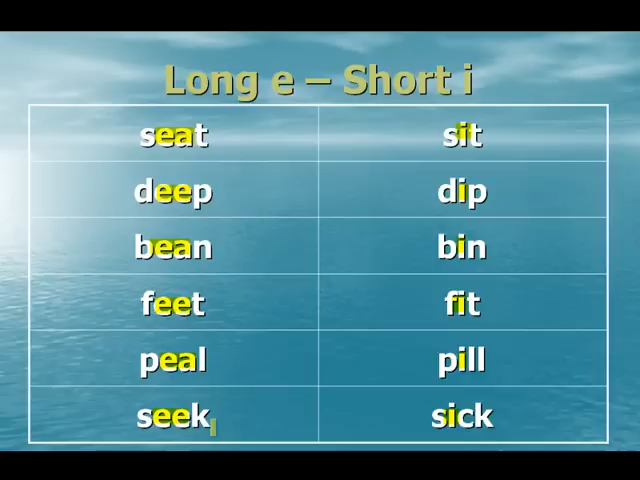 Long e – Short i
seat sit
deep dip
bean bin
feet fit
peal pill
seek sick